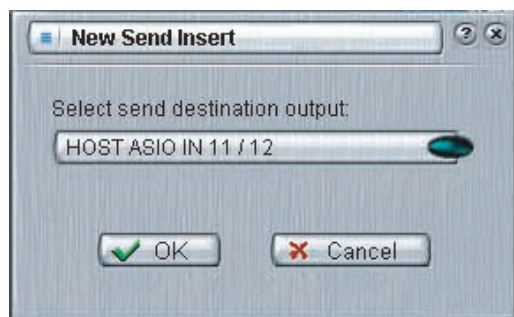 New Send Insert
?
Select send destination output:
HOST ASIO IN 11 / 12
OK
Cancel